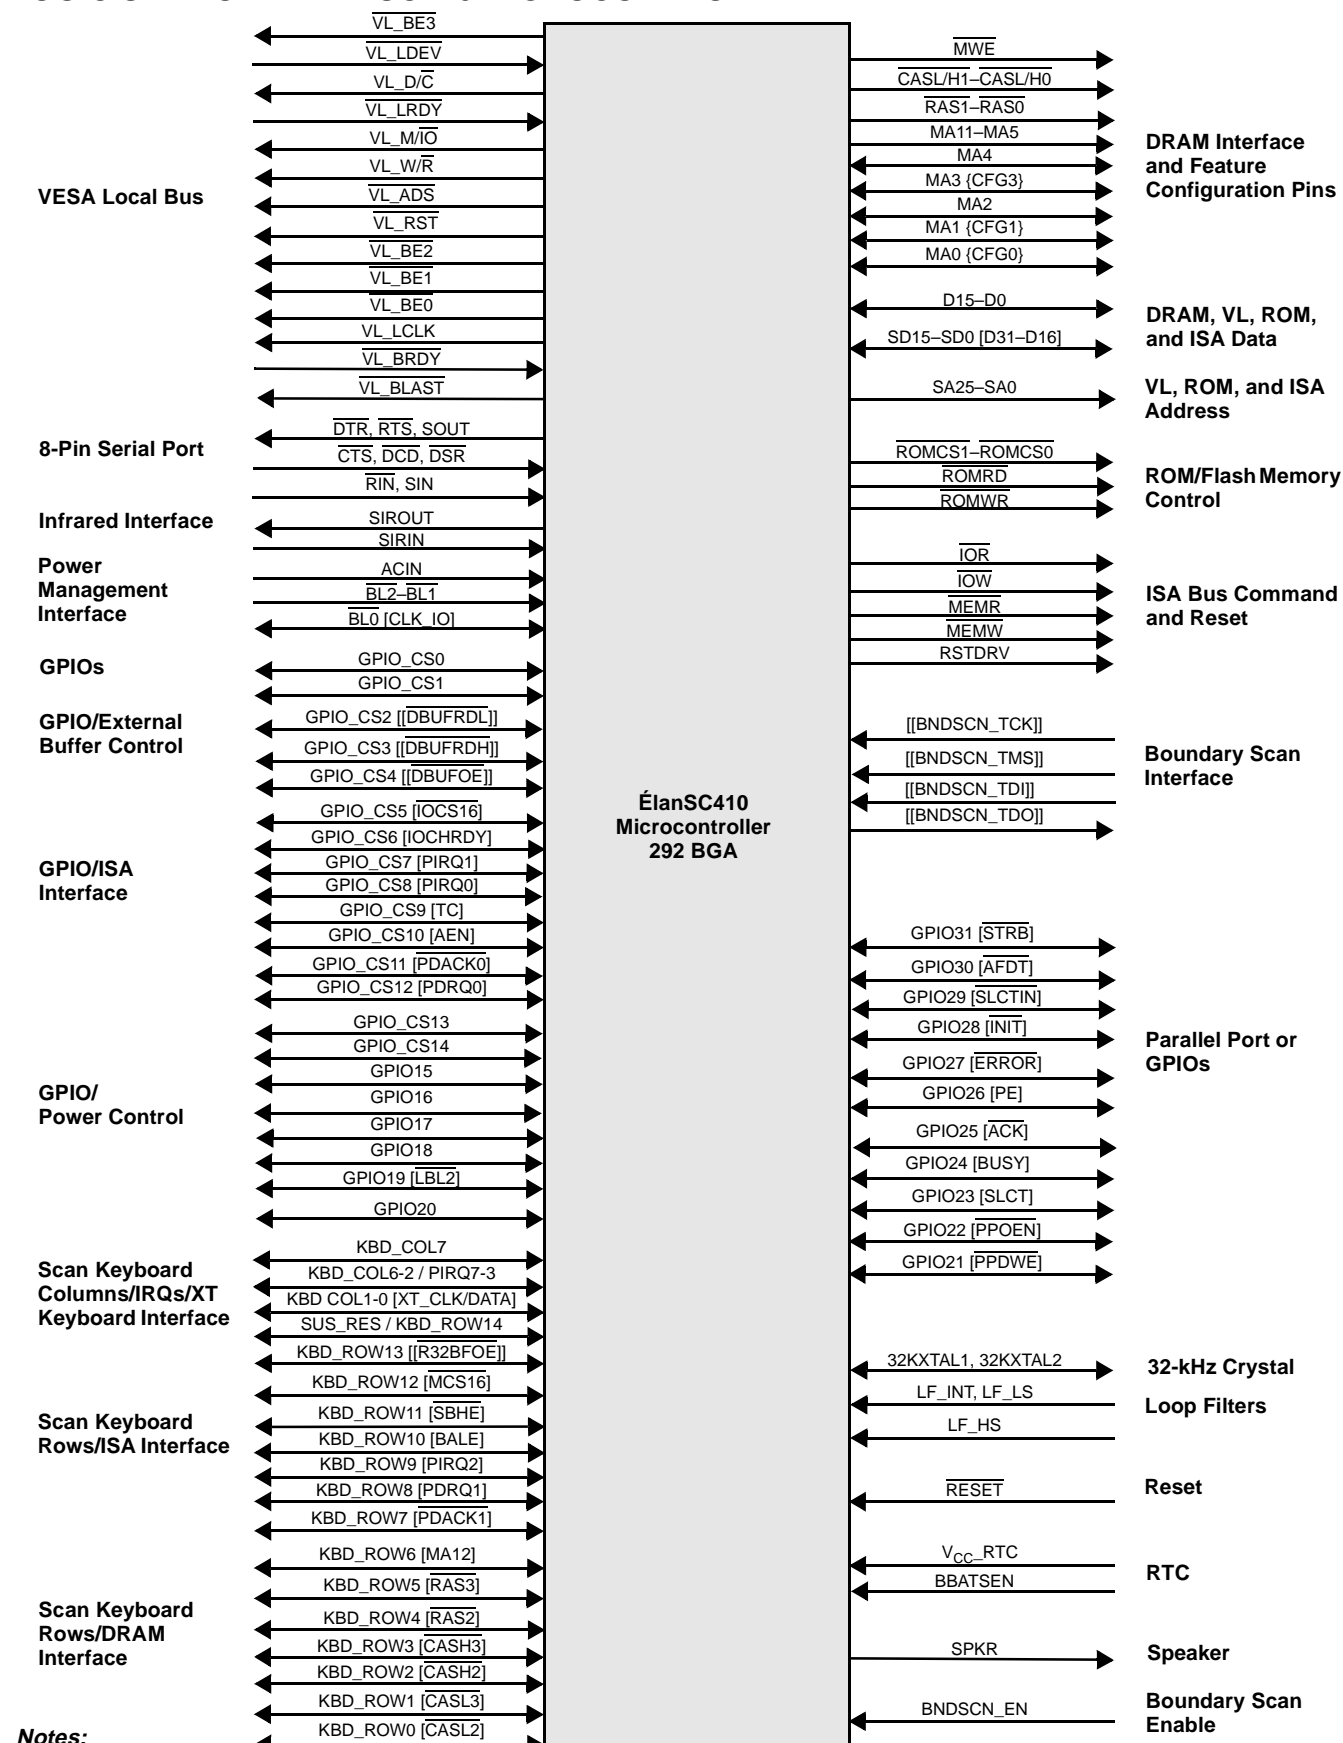 VL_BE3
VL_LDEV
VL_D/C
VL_LRDY
VL_M/IO
VL_W/R
VESA Local Bus
VL_ADS
VL_RST
VL_BE2
VL_BE1
VL_BE0
VL_LCLK
VL_BRDY
VL_BLAST
8-Pin Serial Port
DTR, RTS, SOUT
CTS, DCD, DSR
RIN, SIN
Infrared Interface
SIROUT
SIRIN
Power
Management
Interface
ACIN
BL2–BL1
BL0 [CLK_IO]
GPIOs
GPIO_CS0
GPIO_CS1
GPIO/External
Buffer Control
GPIO_CS2 [[DBUFRDL]]
GPIO_CS3 [[DBUFRDH]]
GPIO_CS4 [[DBUFOE]]
GPIO/ISA
Interface
GPIO_CS5 [IOCS16]
GPIO_CS6 [IOCHRDY]
GPIO_CS7 [PIRQ1]
GPIO_CS8 [PIRQ0]
GPIO_CS9 [TC]
GPIO_CS10 [AEN]
GPIO_CS11 [PDACK0]
GPIO_CS12 [PDRQ0]
GPIO/
Power Control
GPIO_CS13
GPIO_CS14
GPIO15
GPIO16
GPIO17
GPIO18
GPIO19 [LBL2]
GPIO20
Scan Keyboard
Columns/IRQs/XT
Keyboard Interface
KBD_COL7
KBD_COL6-2 / PIRQ7-3
KBD COL1-0 [XT_CLK/DATA]
SUS_RES / KBD_ROW14
KBD_ROW13 [[R32BFOE]]
Scan Keyboard
Rows/ISA Interface
KBD_ROW12 [MCS16]
KBD_ROW11 [SBHE]
KBD_ROW10 [BALE]
KBD_ROW9 [PIRQ2]
KBD_ROW8 [PDRQ1]
KBD_ROW7 [PDACK1]
Scan Keyboard
Rows/DRAM
Interface
KBD_ROW6 [MA12]
KBD_ROW5 [RAS3]
KBD_ROW4 [RAS2]
KBD_ROW3 [CASH3]
KBD_ROW2 [CASH2]
KBD_ROW1 [CASL3]
KBD_ROW0 [CASL2]
Notes:
ÉlanSC410
Microcontroller
292 BGA
MWE
CASL/H1–CASL/H0
RAS1–RAS0
MA11–MA5
MA4
MA3 {CFG3}
MA2
MA1 {CFG1}
MA0 {CFG0}
DRAM Interface
and Feature
Configuration Pins
D15–D0
SD15–SD0 [D31–D16]
DRAM, VL, ROM,
and ISA Data
SA25–SA0
VL, ROM, and ISA
Address
ROMCS1–ROMCS0
ROMRD
ROMWR
ROM/Flash Memory
Control
IOR
IOW
MEMR
MEMW
RSTDRV
ISA Bus Command
and Reset
[[BNDSCN_TCK]]
[[BNDSCN_TMS]]
[[BNDSCN_TDI]]
[[BNDSCN_TDO]]
Boundary Scan
Interface
GPIO31 [STRB]
GPIO30 [AFDT]
GPIO29 [SLCTIN]
GPIO28 [INIT]
GPIO27 [ERROR]
GPIO26 [PE]
GPIO25 [ACK]
GPIO24 [BUSY]
GPIO23 [SLCT]
GPIO22 [PPOEN]
GPIO21 [PPDWE]
Parallel Port or
GPIOs
32KXTAL1, 32KXTAL2
32-kHz Crystal
LF_INT, LF_LS
LF_HS
Loop Filters
RESET
Reset
VCC_RTC
BBATSEN
RTC
SPKR
Speaker
BNDSCN_EN
Boundary Scan
Enable